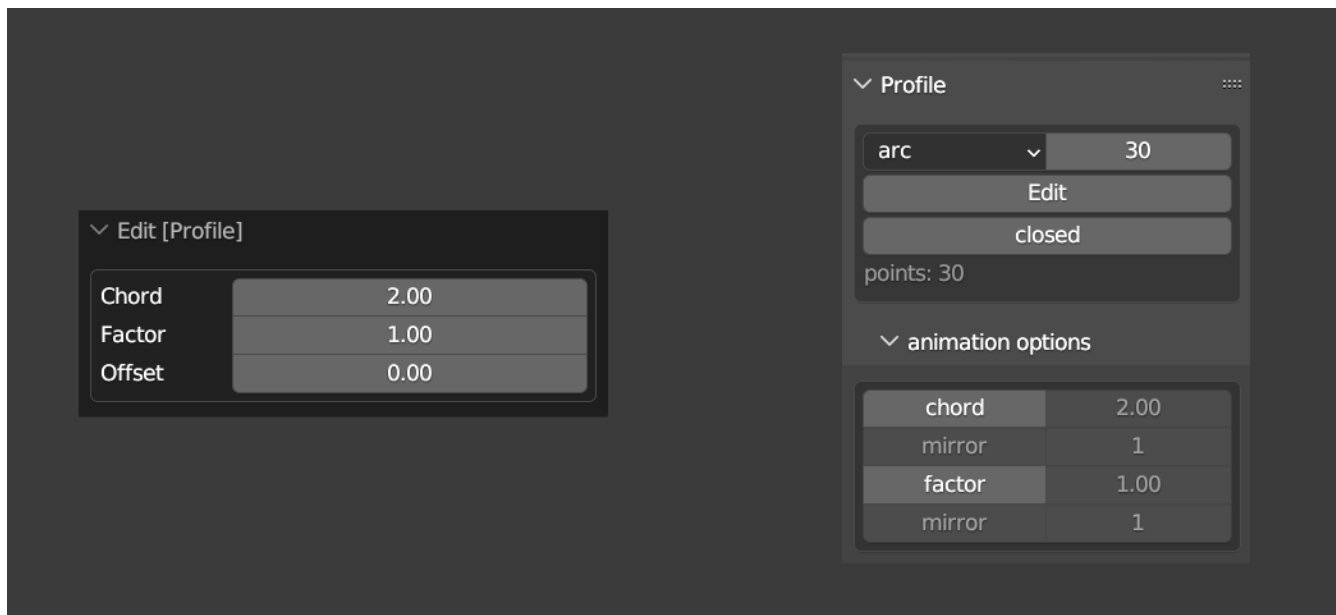 Edit [Profile]
Chord 2.00
Factor 1.00
Offset 0.00
Profile
arc 30
Edit
closed
points: 30
animation options
chord 2.00
mirror 1
factor 1.00
mirror 1